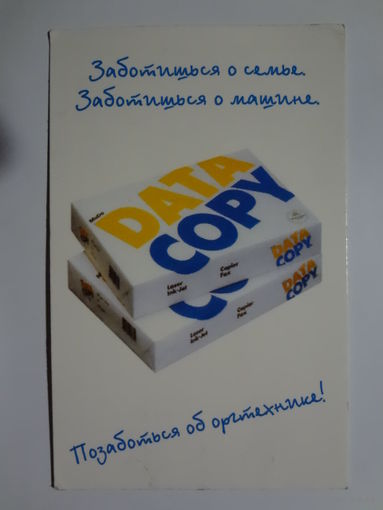 Заботишься о семье.
Заботишься о машине.
MoDo
DATA
COPY
Laser
Ink-Jet
Copier
Fax
DATA
COPY
Laser
Ink-Jet
Copier
Fax
DATA
COPY
Позаботься об оргтехнике!